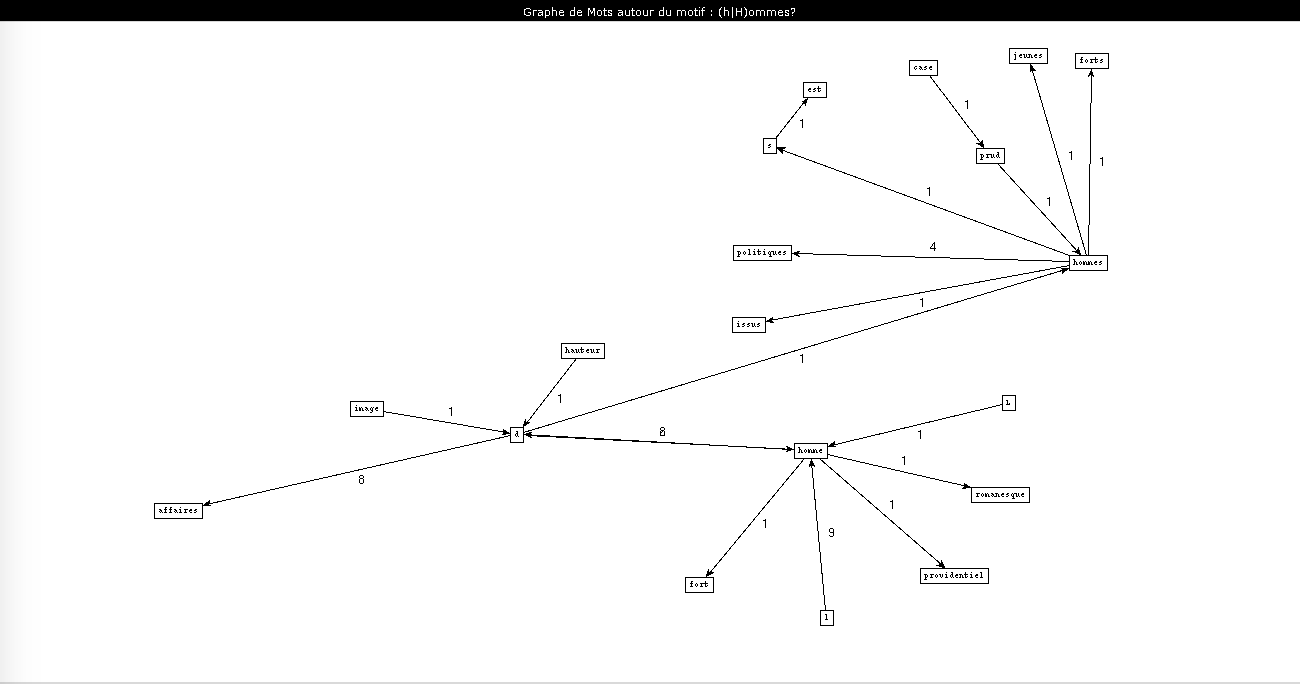 Graphe de Mots autour du motif : (h|H)ommes?
jeunes
forts
case
est
1
1
s
prud
1
1
1
1
politiques
4
hommes
1
issus
hauteur
1
image
1
1
L
d
8
1
homme
1
affaires
8
romanesque
1
1
9
fort
providentiel
l